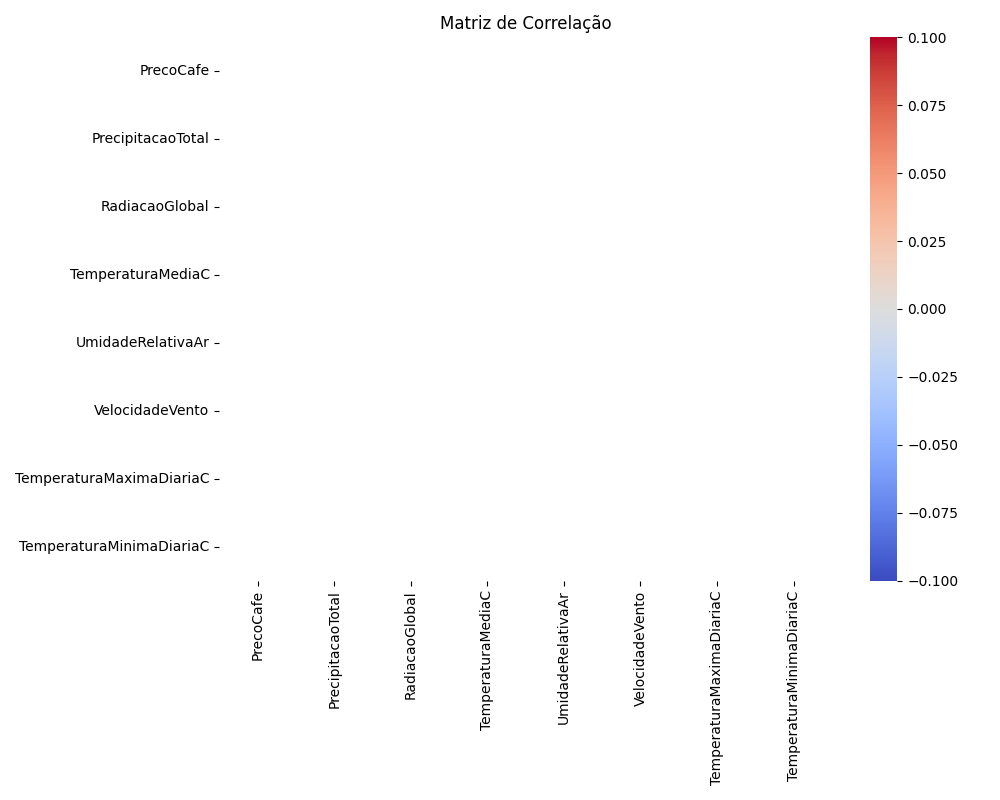 Matriz de Correlação
PrecoCafe
PrecipitacaoTotal
RadiacaoGlobal
TemperaturaMediaC
UmidadeRelativaAr
VelocidadeVento
TemperaturaMaximaDiariaC
TemperaturaMinimaDiariaC
PrecoCafe
PrecipitacaoTotal
RadiacaoGlobal
TemperaturaMediaC
UmidadeRelativaAr
VelocidadeVento
TemperaturaMaximaDiariaC
TemperaturaMinimaDiariaC
0.100
0.075
0.050
0.025
0.000
−0.025
−0.050
−0.075
−0.100